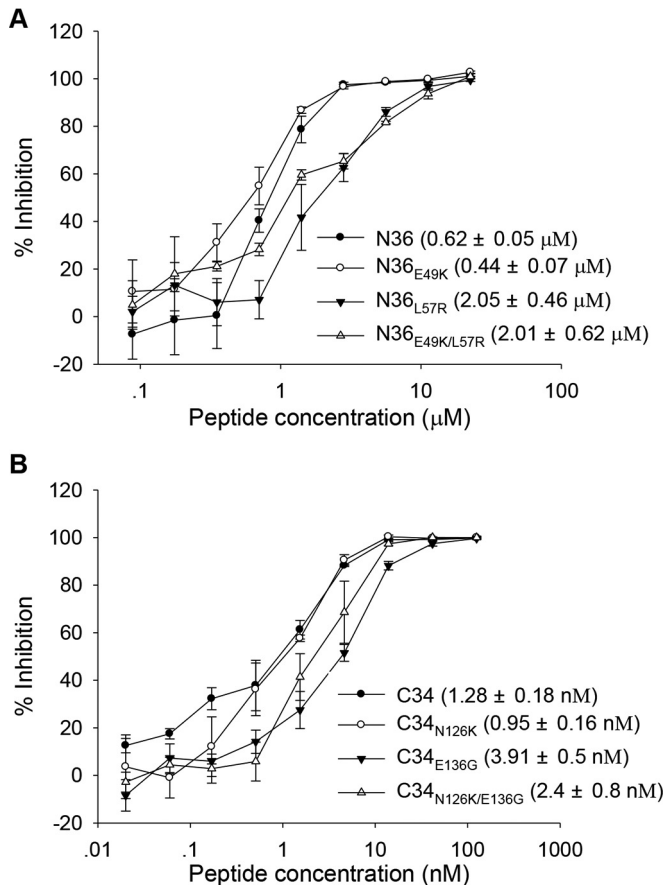 A
120
100
80
60
40
20
0
-20
% Inhibition
N36 (0.62 ± 0.05 μM)
N36E49K (0.44 ± 0.07 μM)
N36L57R (2.05 ± 0.46 μM)
N36E49K/L57R (2.01 ± 0.62 μM)
.1 1 10 100
Peptide concentration (μM)
B
120
100
80
60
40
20
0
-20
% Inhibition
C34 (1.28 ± 0.18 nM)
C34N126K (0.95 ± 0.16 nM)
C34E136G (3.91 ± 0.5 nM)
C34N126K/E136G (2.4 ± 0.8 nM)
.01 .1 1 10 100 1000
Peptide concentration (nM)